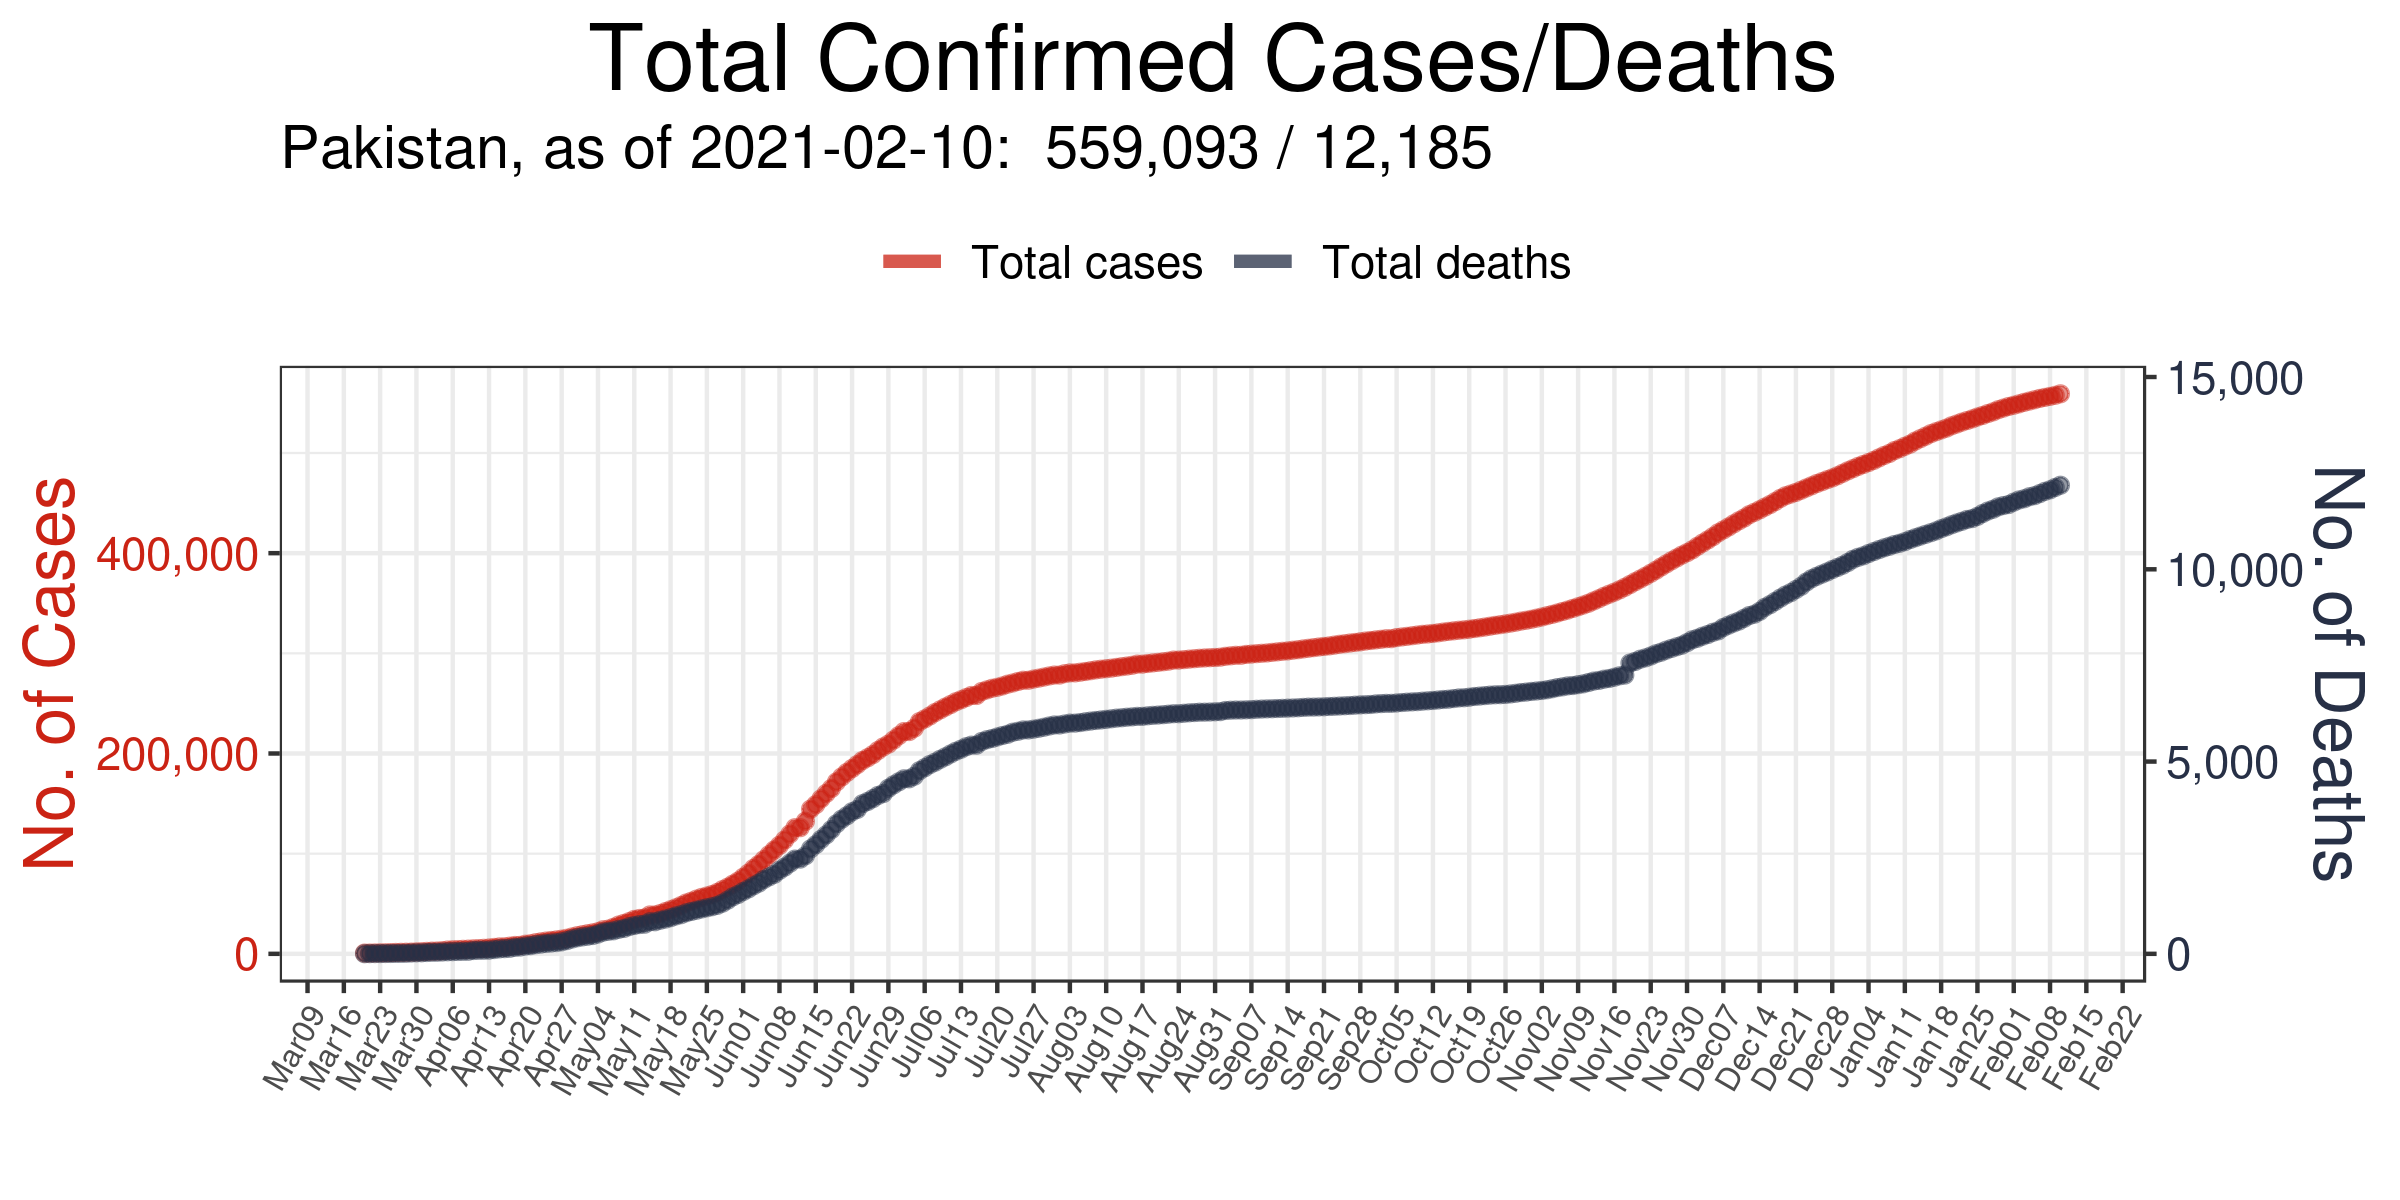 Total Confirmed Cases/Deaths
Pakistan, as of 2021-02-10:  559,093 / 12,185
Total cases
Total deaths
No. of Cases
400,000
200,000
0
15,000
10,000
5,000
0
No. of Deaths
Mar09
Mar16
Mar23
Mar30
Apr06
Apr13
Apr20
Apr27
May04
May11
May18
May25
Jun01
Jun08
Jun15
Jun22
Jun29
Jul06
Jul13
Jul20
Jul27
Aug03
Aug10
Aug17
Aug24
Aug31
Sep07
Sep14
Sep21
Sep28
Oct05
Oct12
Oct19
Oct26
Nov02
Nov09
Nov16
Nov23
Nov30
Dec07
Dec14
Dec21
Dec28
Jan04
Jan11
Jan18
Jan25
Feb01
Feb08
Feb15
Feb22